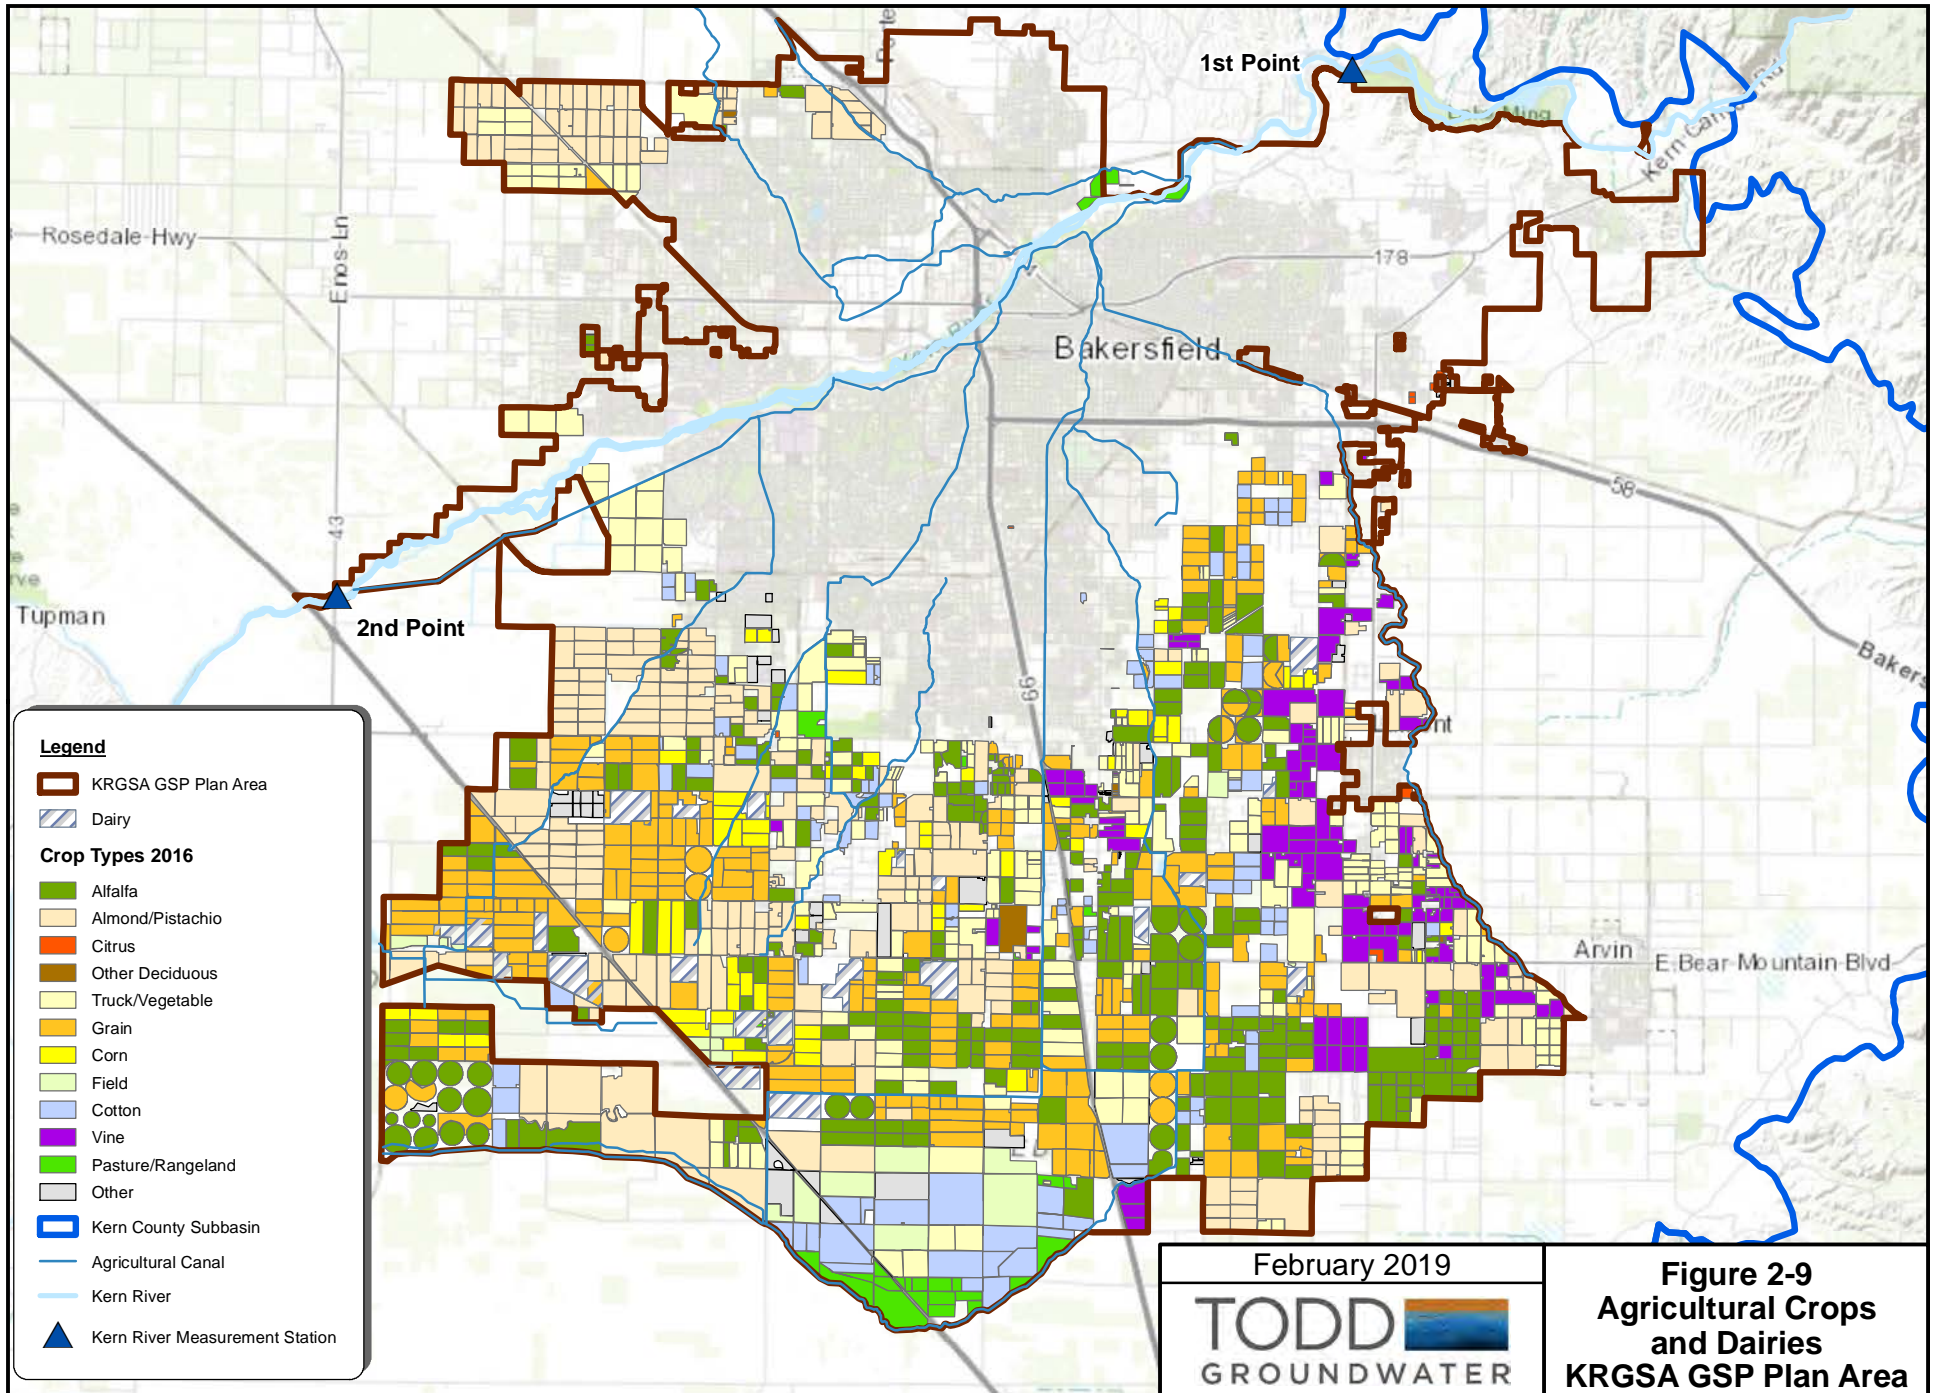 1st Point
Lake Ming
Rosedale Hwy
Enos Ln
178
Bakersfield
58
43
Tupman
2nd Point
99
Arvin
E Bear Mountain Blvd
Legend
KRGSA GSP Plan Area
Dairy
Crop Types 2016
Alfalfa
Almond/Pistachio
Citrus
Other Deciduous
Truck/Vegetable
Grain
Corn
Field
Cotton
Vine
Pasture/Rangeland
Other
Kern County Subbasin
Agricultural Canal
Kern River
Kern River Measurement Station
February 2019
TODD
GROUNDWATER
Figure 2-9
Agricultural Crops
and Dairies
KRGSA GSP Plan Area